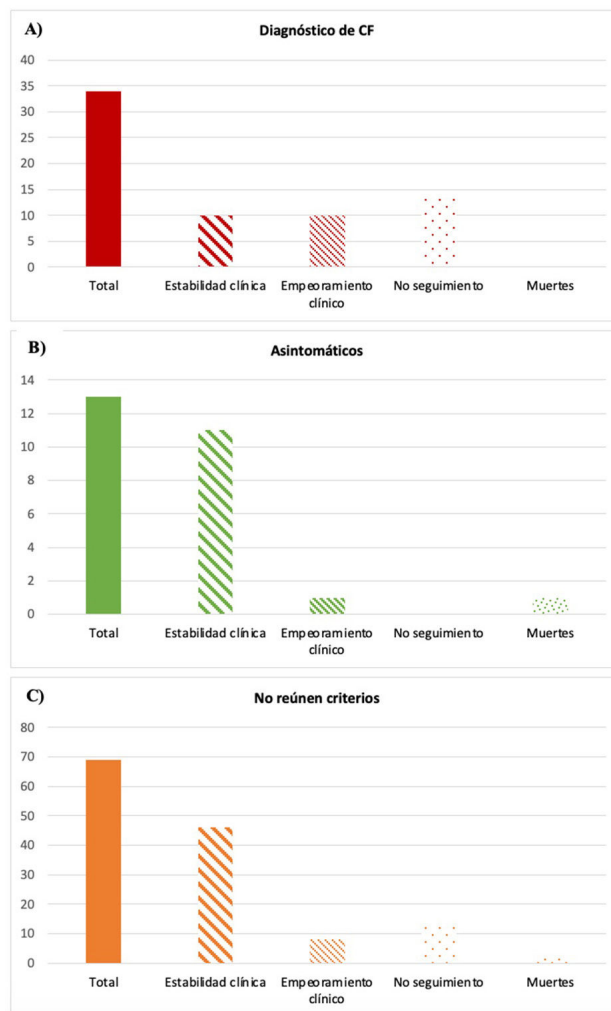 A)
Diagnóstico de CF
40
35
30
25
20
15
10
5
0
Total
Estabilidad clínica
Empeoramiento
clínico
No seguimiento
Muertes
B)
Asintomáticos
14
12
10
8
6
4
2
0
Total
Estabilidad clínica
Empeoramiento
clínico
No seguimiento
Muertes
C)
No reúnen criterios
80
70
60
50
40
30
20
10
0
Total
Estabilidad clínica
Empeoramiento
clínico
No seguimiento
Muertes